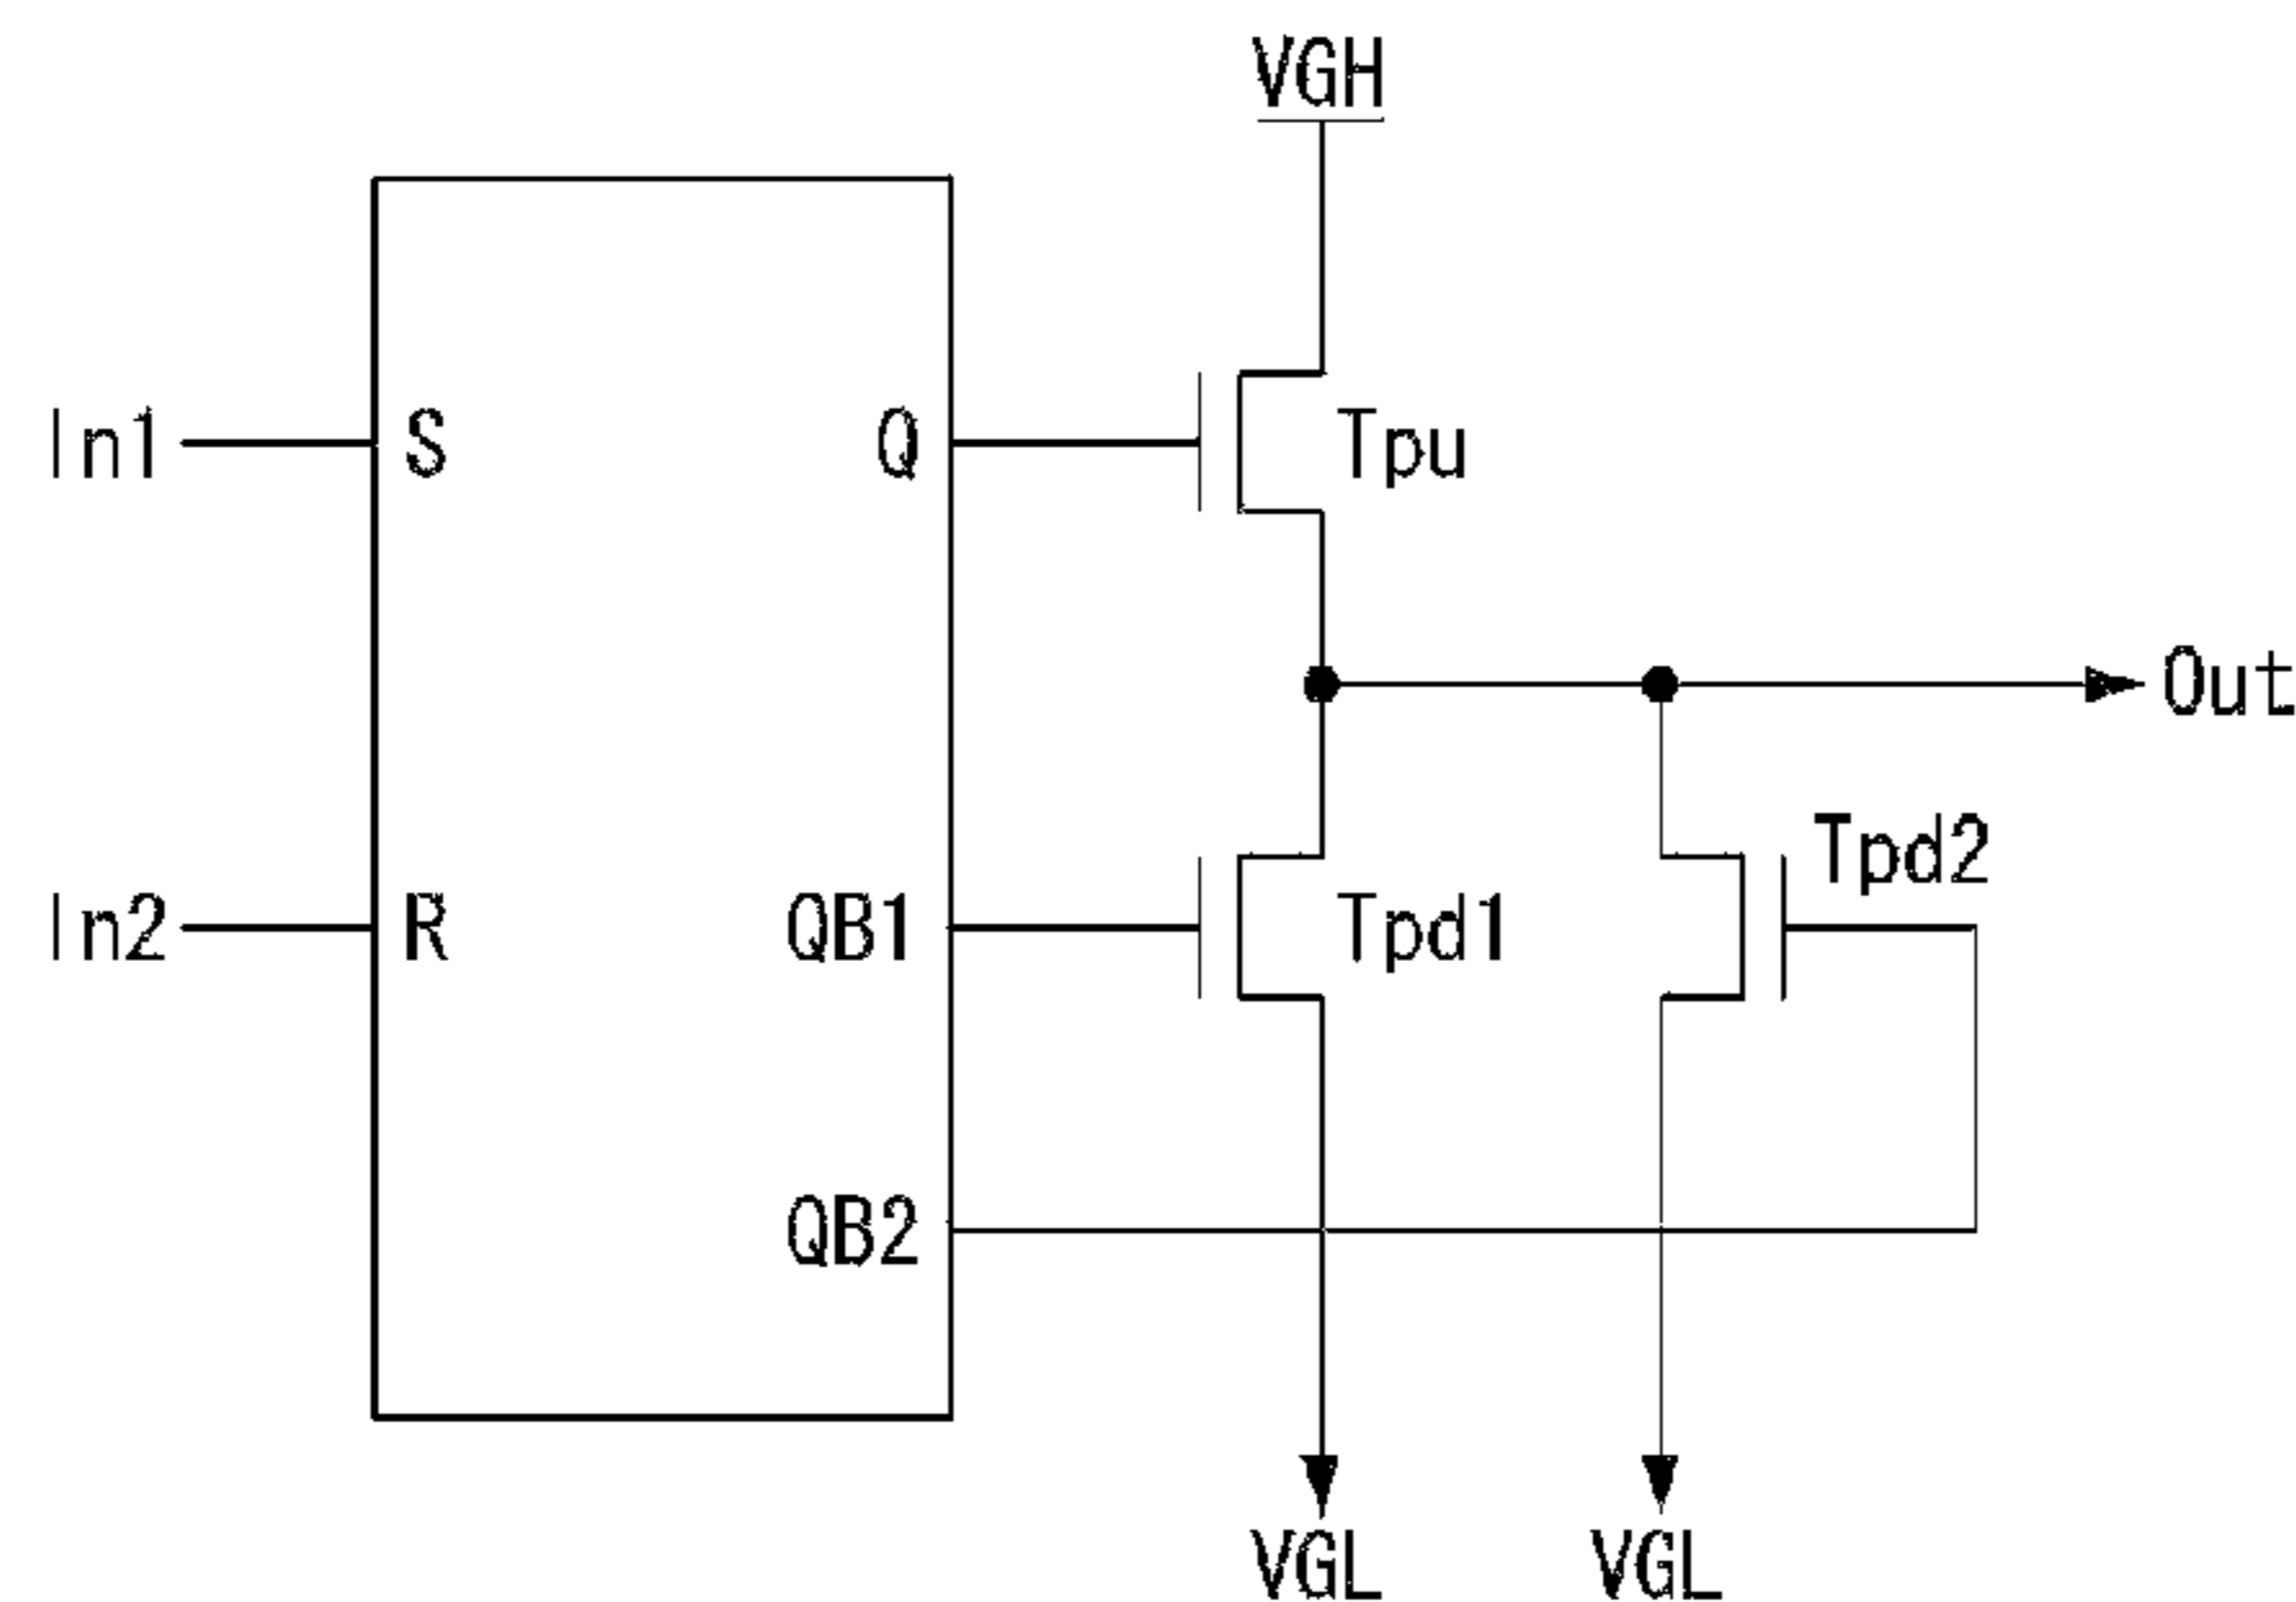 VGH
In1
S
Q
Tpu
Out
Tpd2
In2
R
QB1
Tpd1
QB2
VGL
VGL